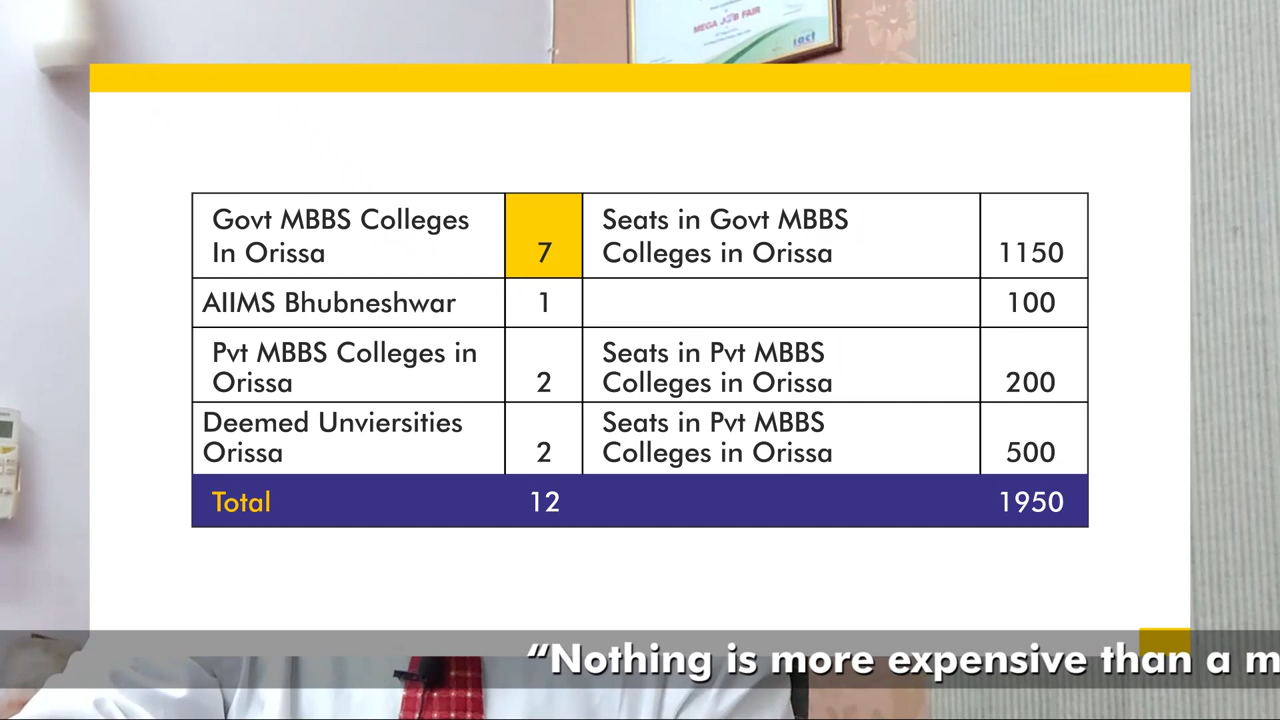 MEGA JOB FAIR
iact
Govt MBBS Colleges
In Orissa
7
Seats in Govt MBBS
Colleges in Orissa
1150
AIIMS Bhubneshwar
1
100
Pvt MBBS Colleges in
Orissa
2
Seats in Pvt MBBS
Colleges in Orissa
200
Deemed Unviersities
Orissa
2
Seats in Pvt MBBS
Colleges in Orissa
500
Total
12
1950
“Nothing is more expensive than a m